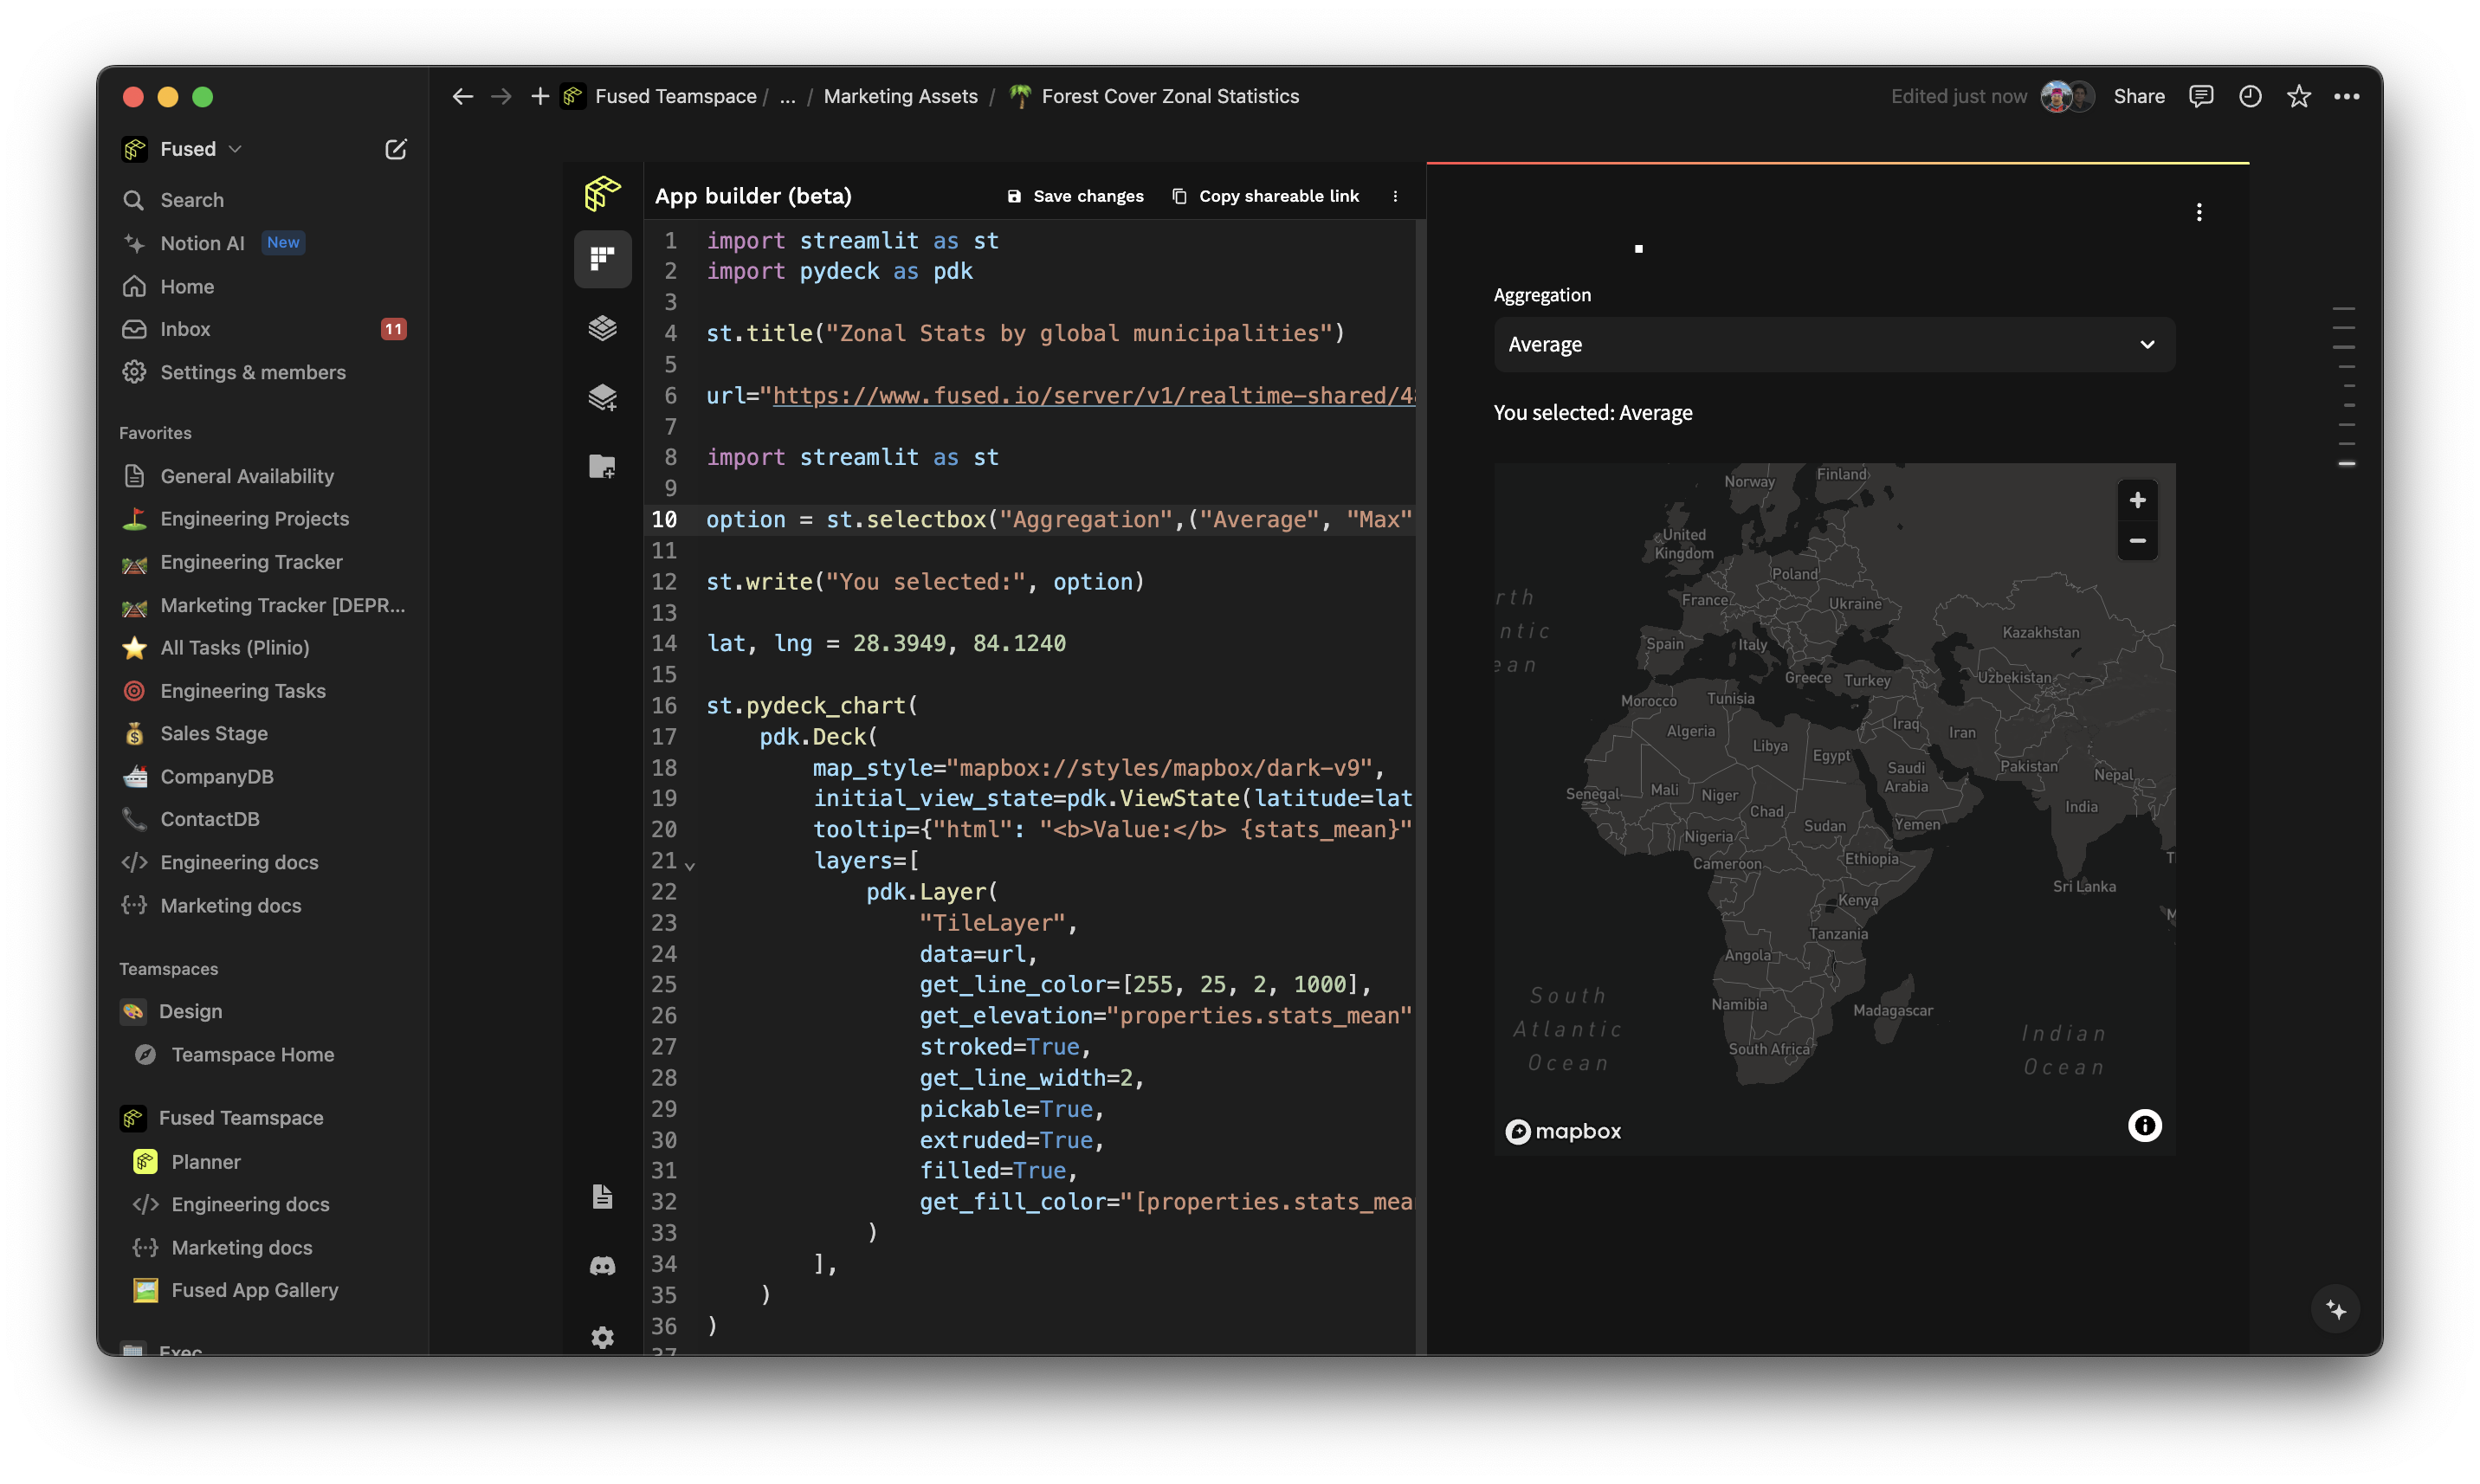 Fused Teamspace / ... / Marketing Assets / Forest Cover Zonal Statistics
Edited just now
Share
Fused
Search
Notion AI New
Home
Inbox 11
Settings & members
Favorites
General Availability
Engineering Projects
Engineering Tracker
Marketing Tracker [DEPR...
All Tasks (Plinio)
Engineering Tasks
Sales Stage
CompanyDB
ContactDB
Engineering docs
Marketing docs
Teamspaces
Design
Teamspace Home
Fused Teamspace
Planner
Engineering docs
Marketing docs
Fused App Gallery
Exec
App builder (beta)
Save changes
Copy shareable link
1 import streamlit as st
2 import pydeck as pdk
3
4 st.title("Zonal Stats by global municipalities")
5
6 url="https://www.fused.io/server/v1/realtime-shared/4
7
8 import streamlit as st
9
10 option = st.selectbox("Aggregation",("Average", "Max"
11
12 st.write("You selected:", option)
13
14 lat, lng = 28.3949, 84.1240
15
16 st.pydeck_chart(
17 pdk.Deck(
18 map_style="mapbox://styles/mapbox/dark-v9",
19 initial_view_state=pdk.ViewState(latitude=lat
20 tooltip={"html": "<b>Value:</b> {stats_mean}"
21 layers=[
22 pdk.Layer(
23 "TileLayer",
24 data=url,
25 get_line_color=[255, 25, 2, 1000],
26 get_elevation="properties.stats_mean"
27 stroked=True,
28 get_line_width=2,
29 pickable=True,
30 extruded=True,
31 filled=True,
32 get_fill_color="[properties.stats_mea
33 )
34 ],
35 )
36 )
37
Aggregation
Average
You selected: Average
Norway
Finland
United
Kingdom
Poland
France
Ukraine
rth
ntic
ean
Kazakhstan
Spain
Italy
Greece
Turkey
Uzbekistan
Morocco
Tunisia
Iraq
Iran
Algeria
Libya
Egypt
Saudi
Arabia
Pakistan
Nepal
Senegal
Mali
Niger
Chad
India
Sudan
Yemen
Nigeria
Cameroon
Ethiopia
Sri Lanka
Kenya
Tanzania
Angola
Namibia
Madagascar
South
Atlantic
Ocean
South Africa
Indian
Ocean
mapbox